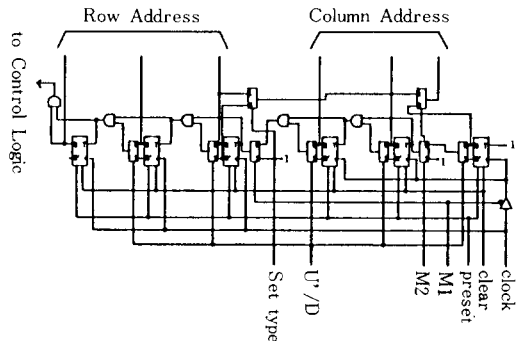 Row Address
Column Address
to Control Logic
1
1
1
Set type
U'/D
M2
M1
preset
clear
clock